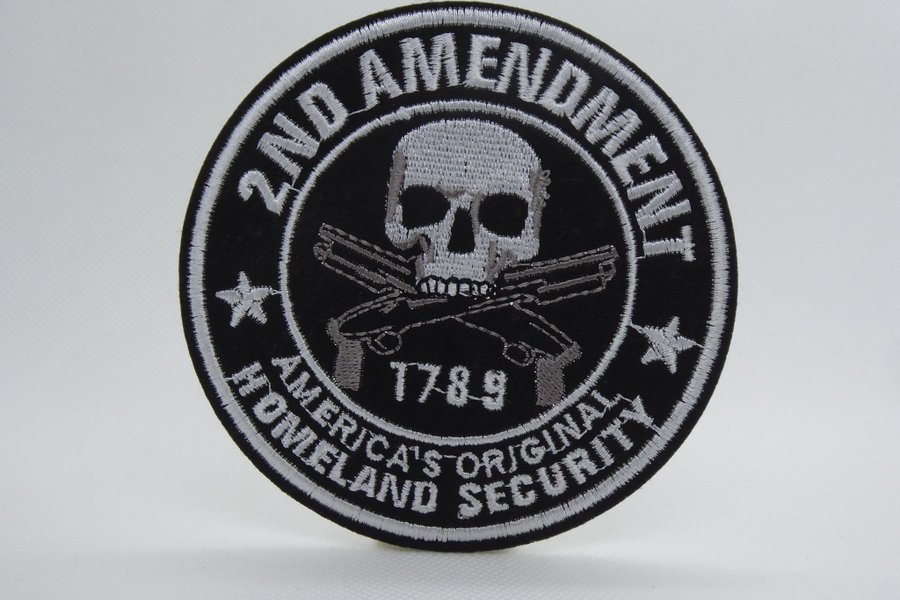 2ND AMENDMENT
1789
AMERICA'S ORIGINAL
HOMELAND SECURITY